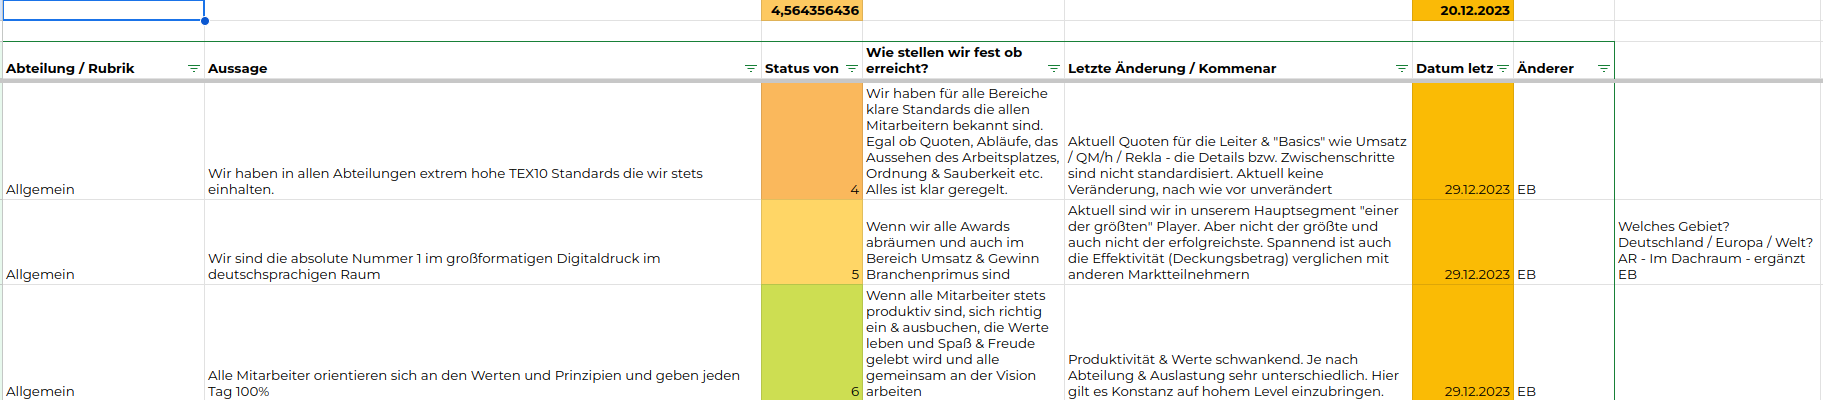 4,564356436
20.12.2023
Abteilung / Rubrik
Aussage
Status von
Wie stellen wir fest ob
erreicht?
Letzte Änderung / Kommenar
Datum letz
Änderer
Allgemein
Wir haben in allen Abteilungen extrem hohe TEX10 Standards die wir stets
einhalten.
4
Wir haben für alle Bereiche
klare Standards die allen
Mitarbeitern bekannt sind.
Egal ob Quoten, Abläufe, das
Aussehen des Arbeitsplatzes,
Ordnung & Sauberkeit etc.
Alles ist klar geregelt.
Aktuell Quoten für die Leiter & "Basics" wie Umsatz
/ QM/h / Rekla - die Details bzw. Zwischenschritte
sind nicht standardisiert. Aktuell keine
Veränderung, nach wie vor unverändert
29.12.2023
EB
Allgemein
Wir sind die absolute Nummer 1 im großformatigen Digitaldruck im
deutschsprachigen Raum
5
Wenn wir alle Awards
abräumen und auch im
Bereich Umsatz & Gewinn
Branchenprimus sind
Aktuell sind wir in unserem Hauptsegment "einer
der größten" Player. Aber nicht der größte und
auch nicht der erfolgreichste. Spannend ist auch
die Effektivität (Deckungsbetrag) verglichen mit
anderen Marktteilnehmern
29.12.2023
EB
Welches Gebiet?
Deutschland / Europa / Welt?
AR - Im Dachraum - ergänzt
EB
Allgemein
Alle Mitarbeiter orientieren sich an den Werten und Prinzipien und geben jeden
Tag 100%
6
Wenn alle Mitarbeiter stets
produktiv sind, sich richtig
ein & ausbuchen, die Werte
leben und Spaß & Freude
gelebt wird und alle
gemeinsam an der Vision
arbeiten
Produktivität & Werte schwankend. Je nach
Abteilung & Auslastung sehr unterschiedlich. Hier
gilt es Konstanz auf hohem Level einzubringen.
29.12.2023
EB